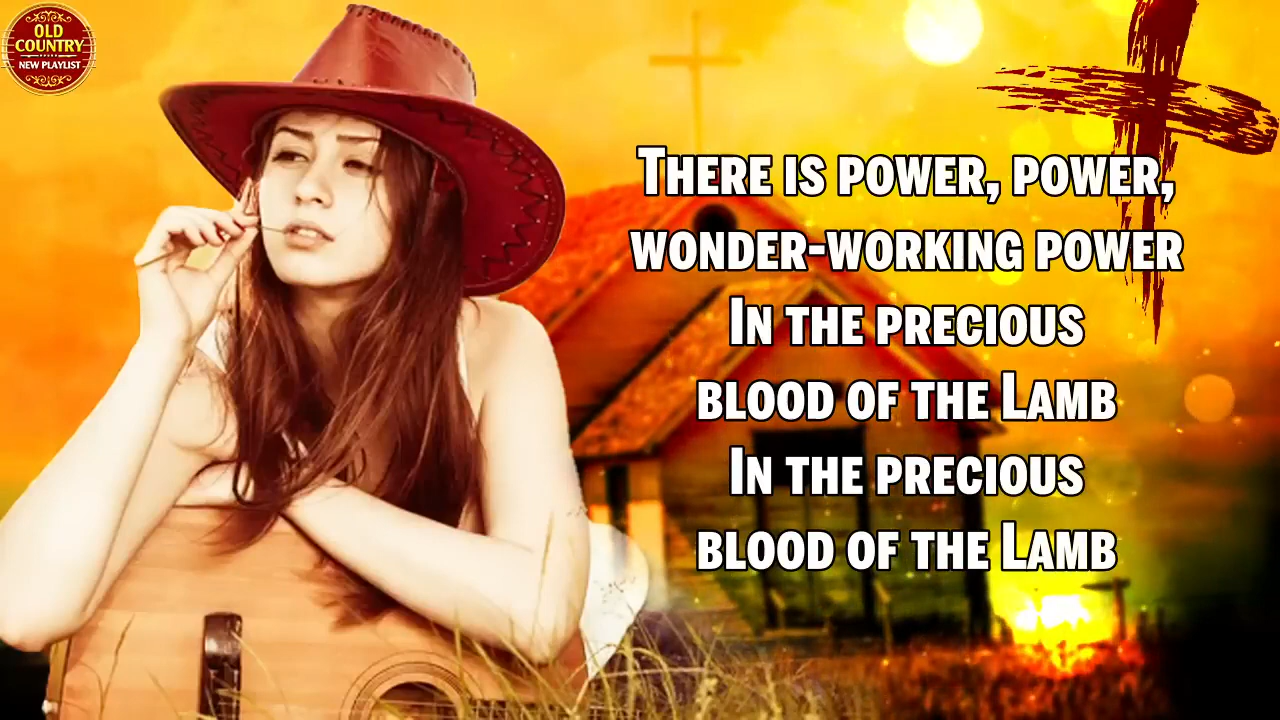 OLD
COUNTRY
NEW PLAYLIST
THERE IS POWER, POWER,
WONDER-WORKING POWER
IN THE PRECIOUS
BLOOD OF THE LAMB
IN THE PRECIOUS
BLOOD OF THE LAMB